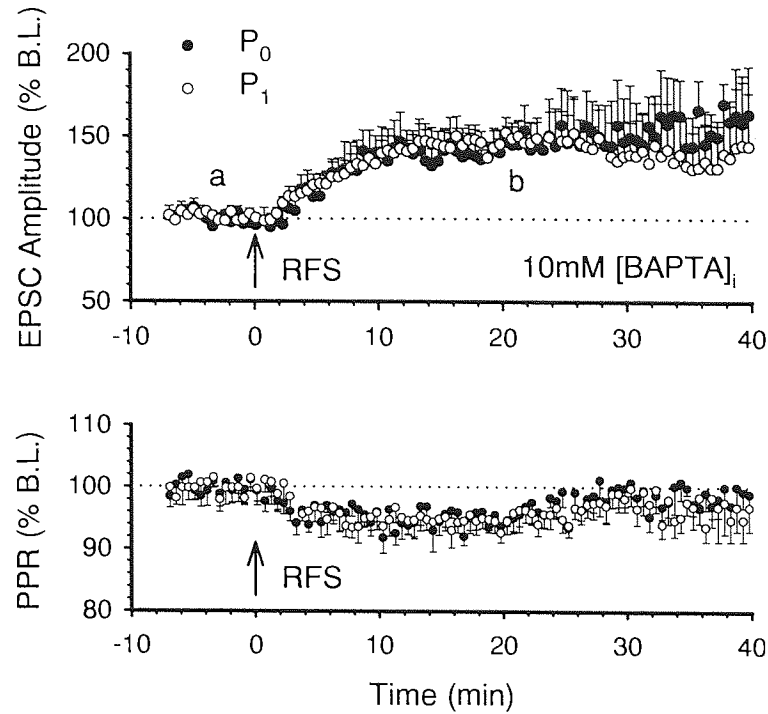 EPSC Amplitude (% B.L.)
200
150
100
50
P0
P1
a
b
RFS
10mM [BAPTA]i
-10 0 10 20 30 40
PPR (% B.L.)
110
100
90
80
RFS
-10 0 10 20 30 40
Time (min)